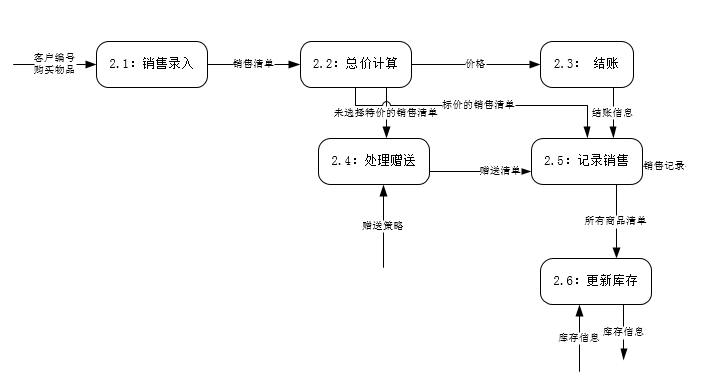 客户编号
购买物品
2.1：销售录入
销售清单
2.2：总价计算
价格
2.3： 结账
未选择特价的销售清单
标价的销售清单
结账信息
2.4：处理赠送
赠送清单
2.5：记录销售
销售记录
赠送策略
所有商品清单
2.6：更新库存
库存信息
库存信息